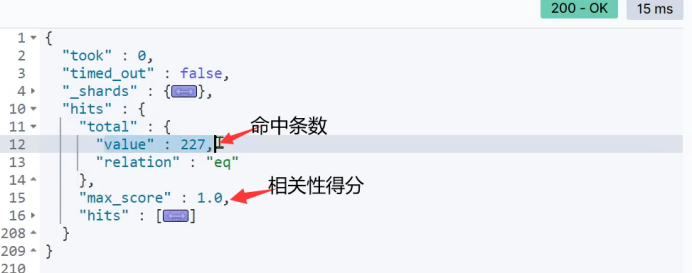 200 - OK
15 ms
1 {
2 "took" : 0,
3 "timed_out" : false,
4 "_shards" : {},
10 "hits" : {
11 "total" : {
12 "value" : 227, 命中条数
13 "relation" : "eq"
14 },
15 "max_score" : 1.0, 相关性得分
16 "hits" : []
208 }
209 }
210